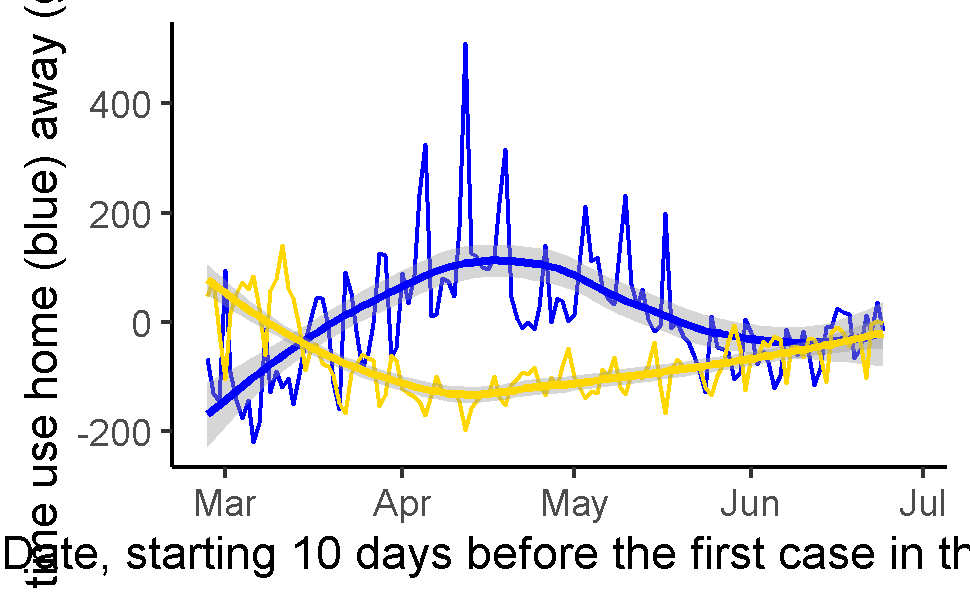 time use home (blue) away (
400
200
0
-200
Mar Apr May Jun Jul
Date, starting 10 days before the first case in th